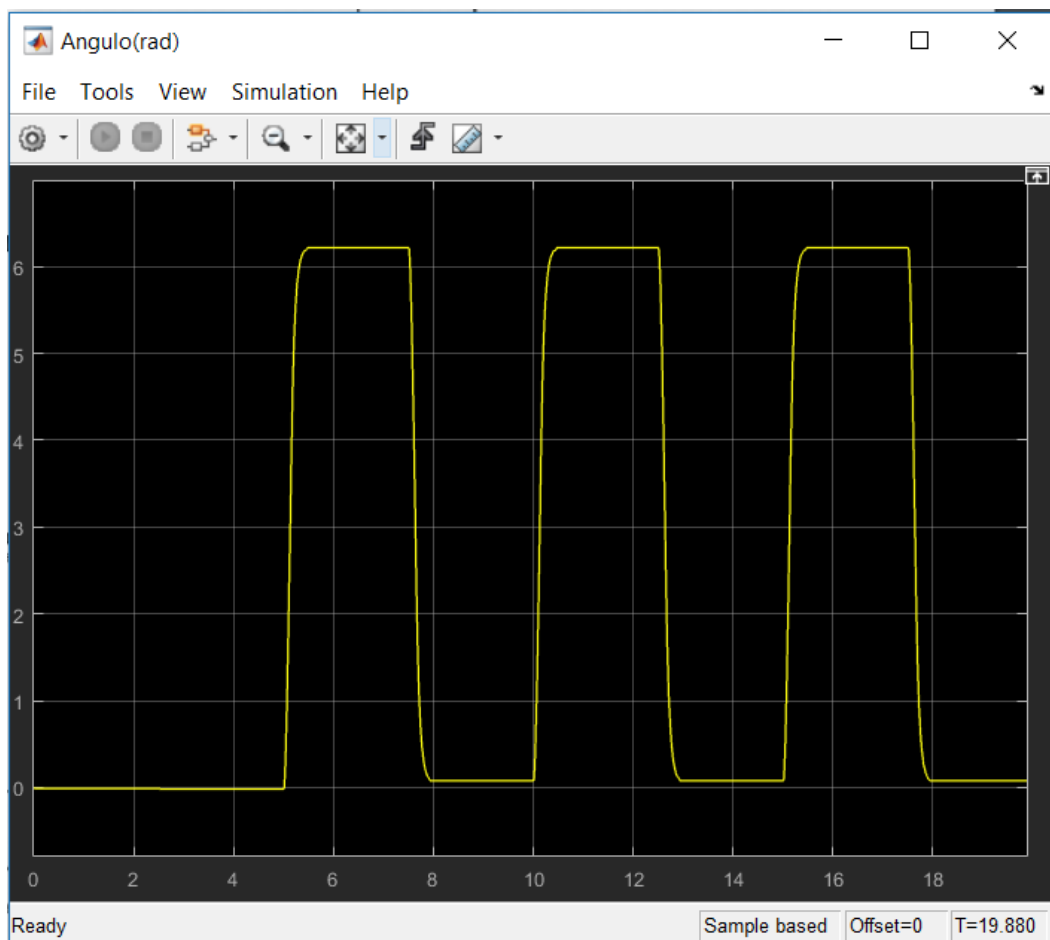 Angulo(rad)
File Tools View Simulation Help
6
5
4
3
2
1
0
0 2 4 6 8 10 12 14 16 18
Ready Sample based Offset=0 T=19.880